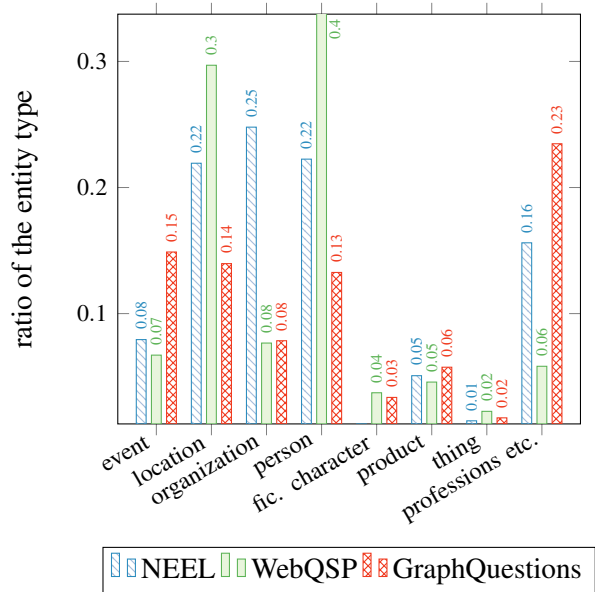 ratio of the entity type
0.3
0.2
0.1
0.08
0.07
0.15
0.22
0.3
0.14
0.25
0.08
0.08
0.22
0.4
0.13
0.04
0.03
0.05
0.05
0.06
0.01
0.02
0.02
0.16
0.06
0.23
event
location
organization
person
fic. character
product
thing
professions etc.
NEEL WebQSP GraphQuestions